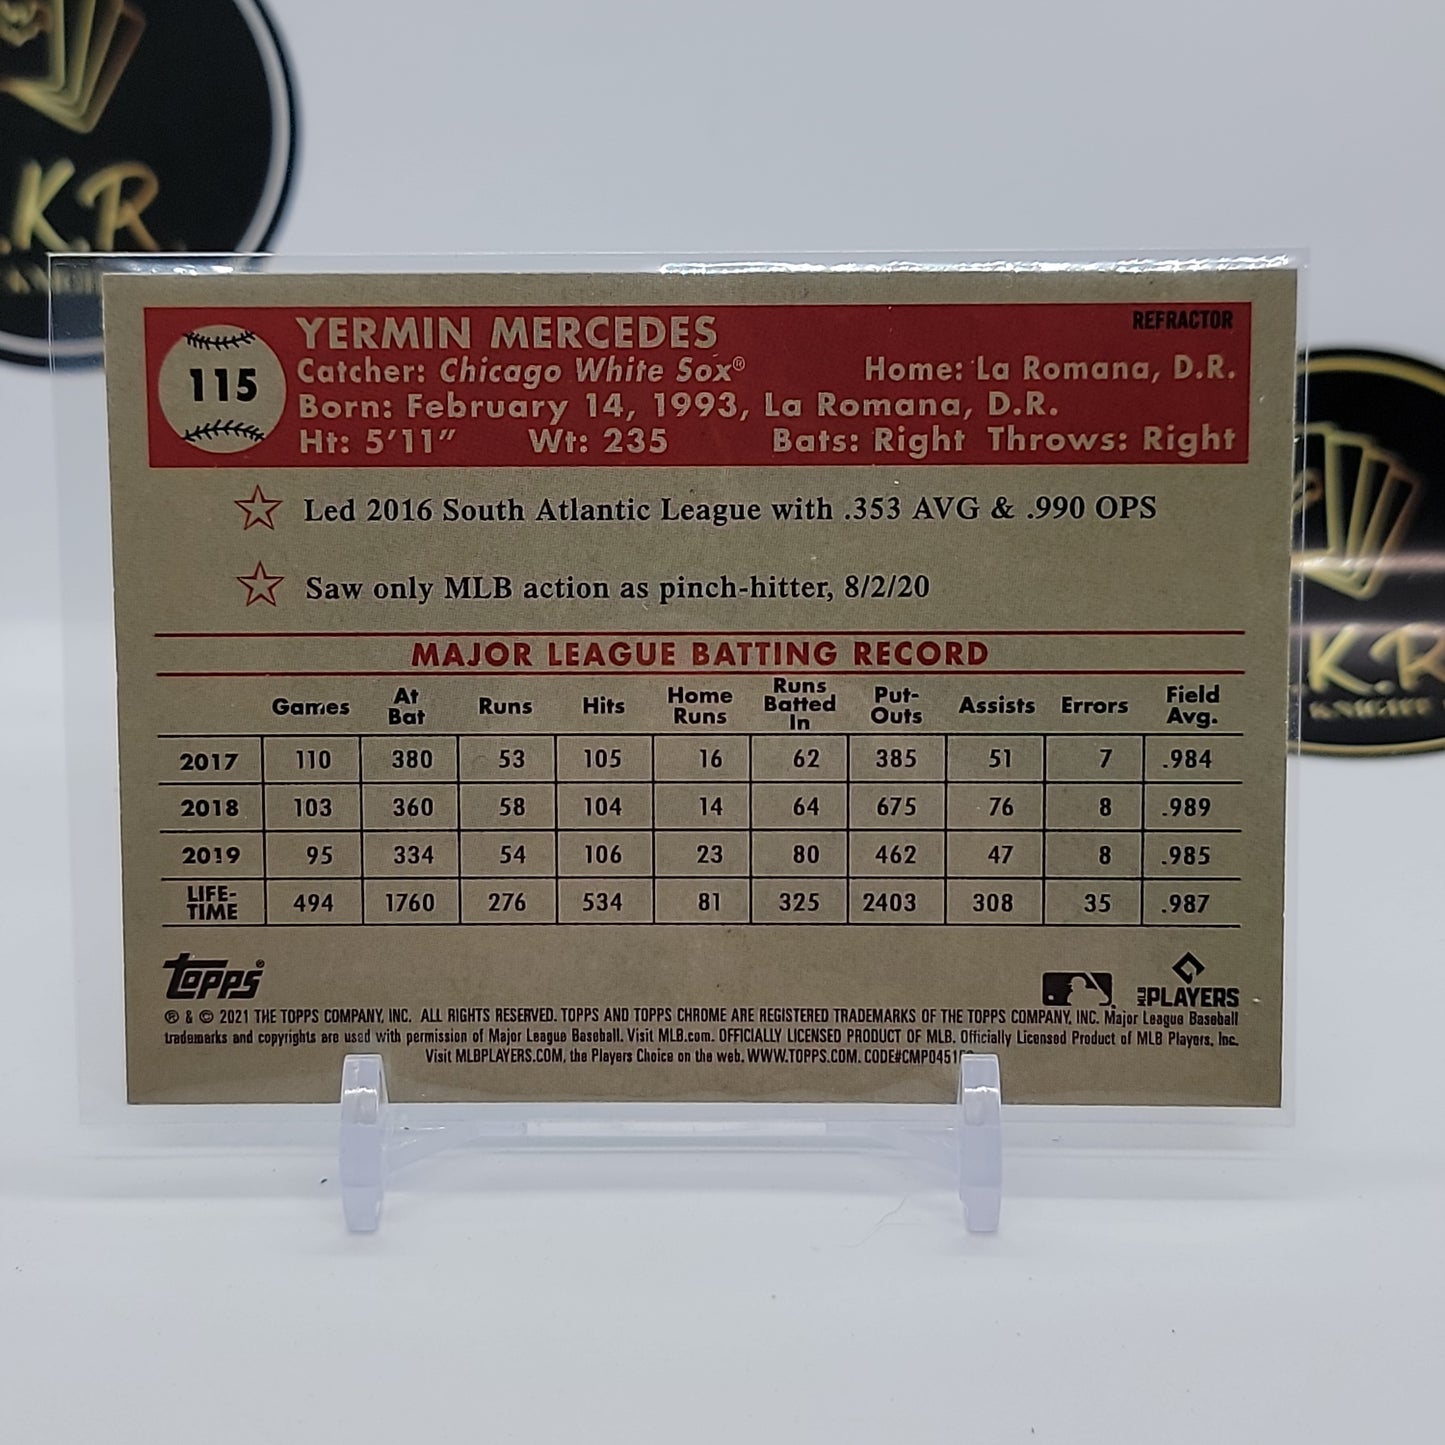 .K.R.
KNIGHT
115
YERMIN MERCEDES
REFRACTOR
Catcher: Chicago White Sox® Home: La Romana, D.R.
Born: February 14, 1993, La Romana, D.R.
Ht: 5'11" Wt: 235 Bats: Right Throws: Right
Led 2016 South Atlantic League with .353 AVG & .990 OPS
Saw only MLB action as pinch-hitter, 8/2/20
MAJOR LEAGUE BATTING RECORD
Games At Bat Runs Hits Home Runs Runs Batted In Put-Outs Assists Errors Field Avg.
2017 110 380 53 105 16 62 385 51 7 .984
2018 103 360 58 104 14 64 675 76 8 .989
2019 95 334 54 106 23 80 462 47 8 .985
LIFE-TIME 494 1760 276 534 81 325 2403 308 35 .987
topps®
MLB PLAYERS
® & © 2021 THE TOPPS COMPANY, INC. ALL RIGHTS RESERVED. TOPPS AND TOPPS CHROME ARE REGISTERED TRADEMARKS OF THE TOPPS COMPANY, INC. Major League Baseball
trademarks and copyrights are used with permission of Major League Baseball. Visit MLB.com. OFFICIALLY LICENSED PRODUCT OF MLB. Officially Licensed Product of MLB Players, Inc.
Visit MLBPLAYERS.COM, the Players Choice on the web. WWW.TOPPS.COM.
.K.R
KNIGHT